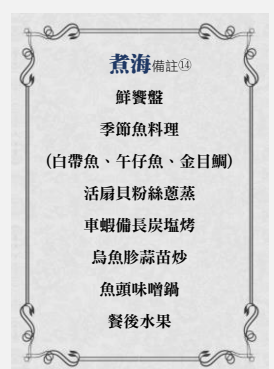 煮海備註⑭
鮮饗盤
季節魚料理
(白帶魚、午仔魚、金目鯛)
活扇貝粉絲蔥蒸
車蝦備長炭塩烤
烏魚胗蒜苗炒
魚頭味噌鍋
餐後水果